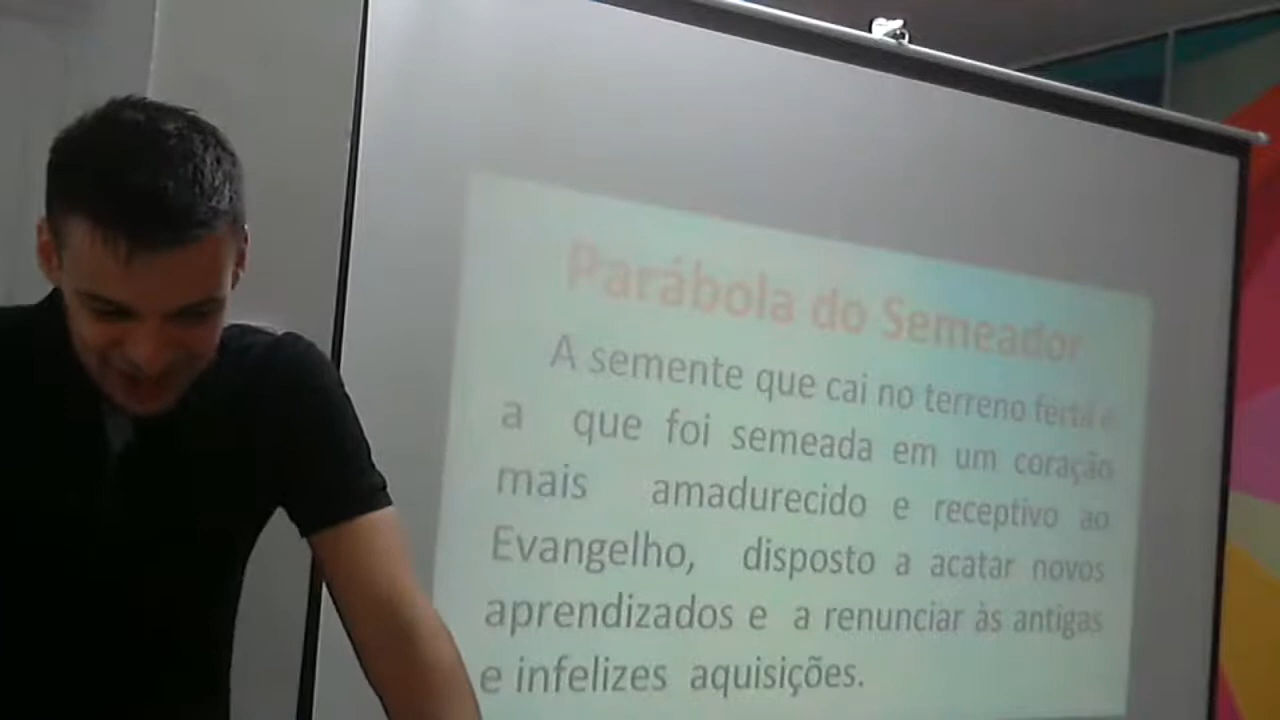 Parábola do Semeador
A semente que cai no terreno fértil é
a que foi semeada em um coração
mais amadurecido e receptivo ao
Evangelho, disposto a acatar novos
aprendizados e a renunciar às antigas
e infelizes aquisições.